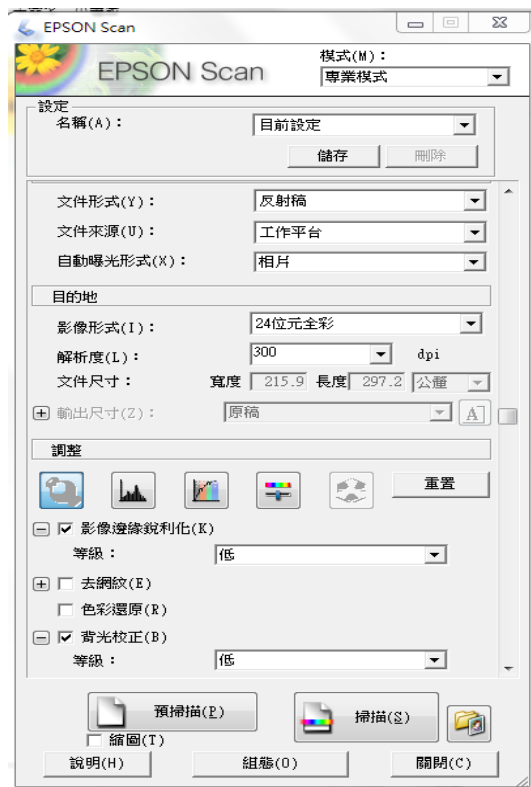 EPSON Scan
EPSON Scan
模式(M)：
專業模式
設定
名稱(A)：
目前設定
儲存
刪除
文件形式(Y)：
反射稿
文件來源(U)：
工作平台
自動曝光形式(X)：
相片
目的地
影像形式(I)：
24位元全彩
解析度(L)：
300
dpi
文件尺寸：
寬度 215.9 長度 297.2 公釐
輸出尺寸(Z)：
原稿
A
調整
重置
影像邊緣銳利化(K)
等級：
低
去網紋(E)
色彩還原(R)
背光校正(B)
等級：
低
預掃描(P)
掃描(S)
縮圖(T)
說明(H)
組態(O)
關閉(C)